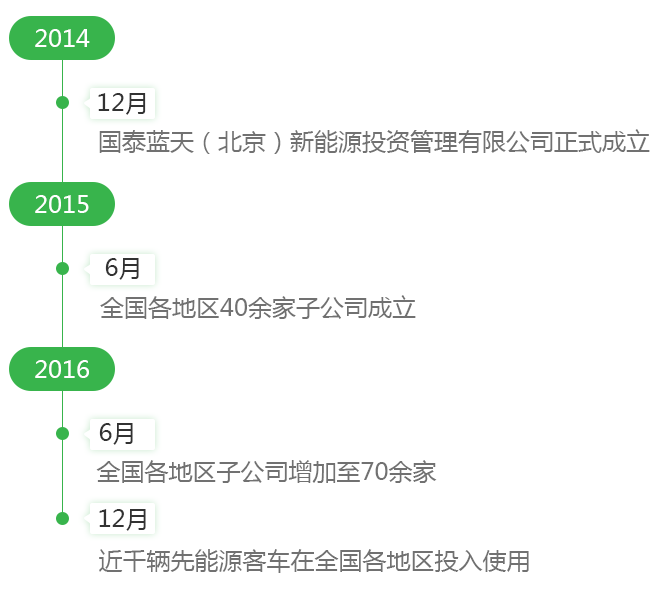 2014
12月
国泰蓝天（北京）新能源投资管理有限公司正式成立
2015
6月
全国各地区40余家子公司成立
2016
6月
全国各地区子公司增加至70余家
12月
近千辆先能源客车在全国各地区投入使用